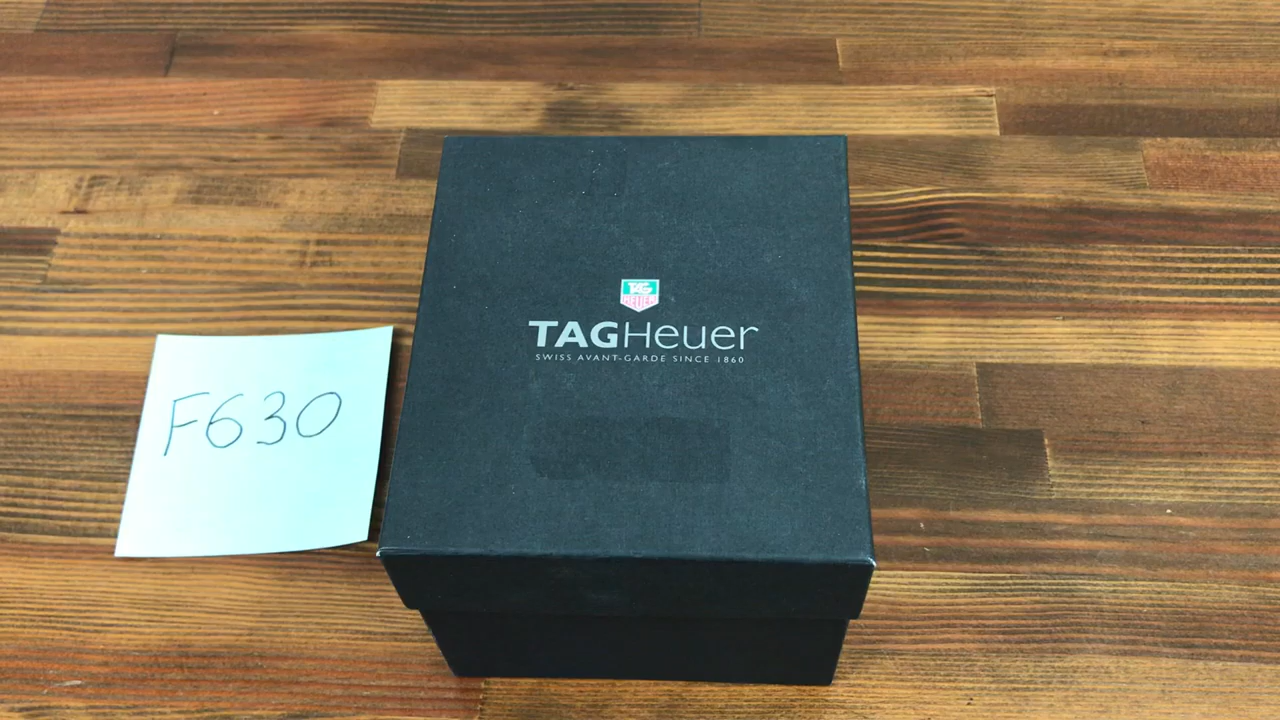 TAG
HEUER
TAGHeuer
SWISS AVANT-GARDE SINCE 1860
F630